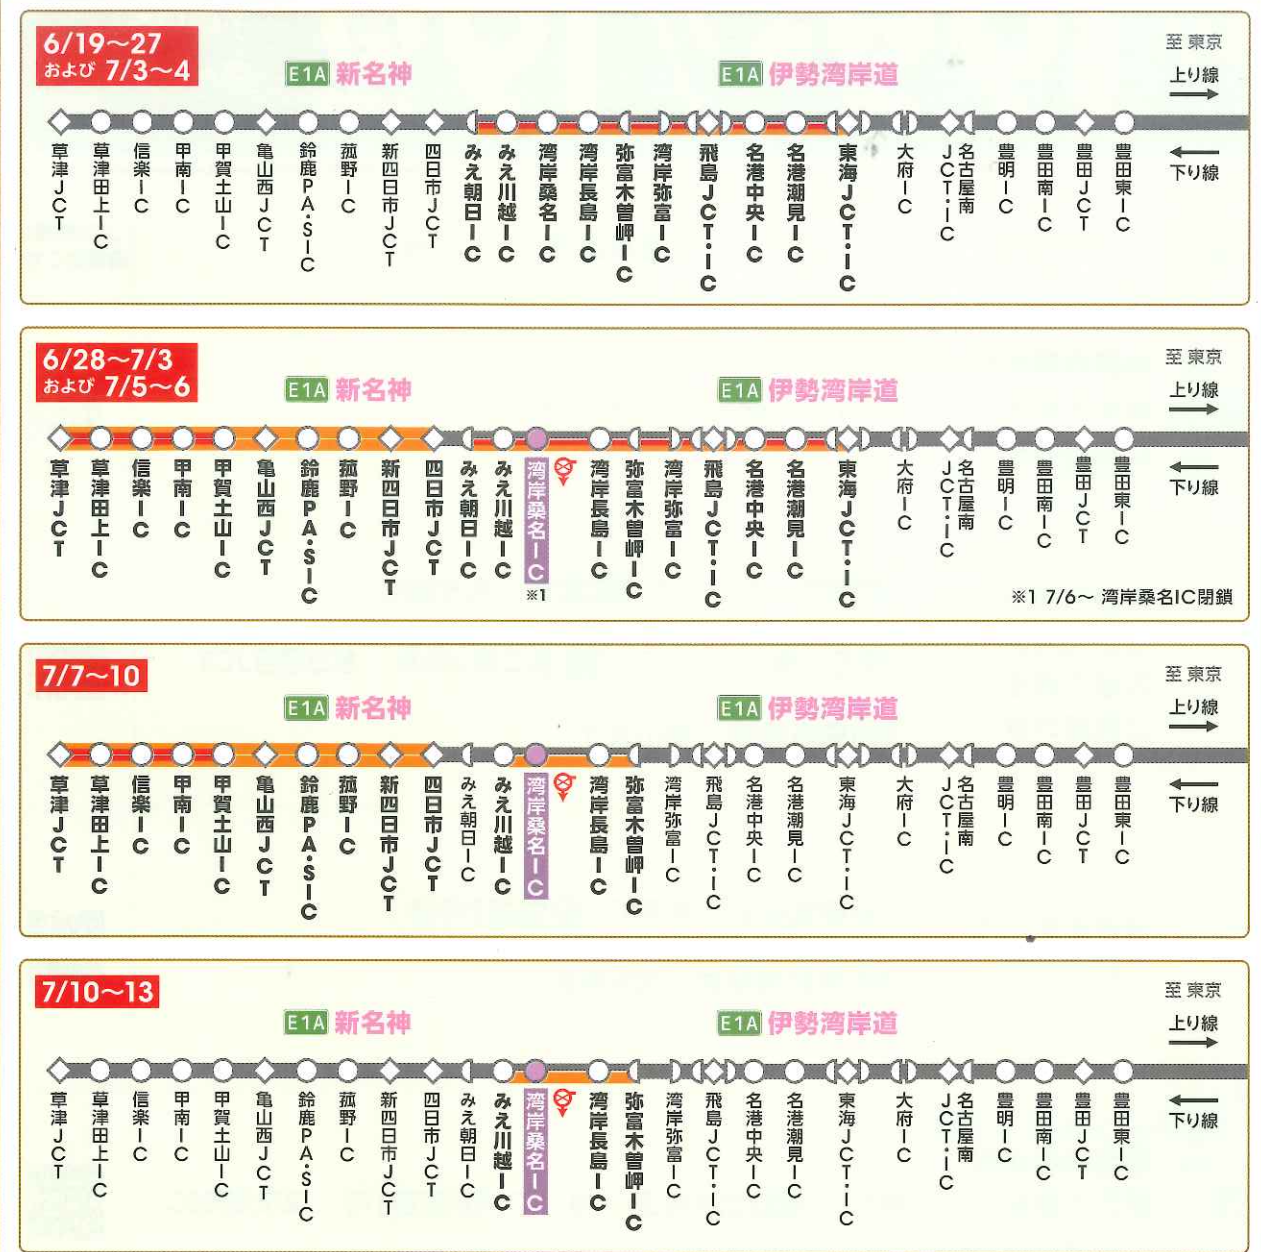 6/19〜27
および 7/3〜4
E1A 新名神
E1A 伊勢湾岸道
至 東京
上り線
下り線
草津JCT
草津田上IC
信楽IC
甲南IC
甲賀土山IC
亀山西JCT
鈴鹿PA・SIC
菰野IC
新四日市JCT
四日市JCT
みえ朝日IC
みえ川越IC
湾岸桑名IC
湾岸長島IC
弥富木曽岬IC
湾岸弥富IC
飛島JCT・IC
名港中央IC
名港潮見IC
東海JCT・IC
大府IC
名古屋南
JCT・IC
豊明IC
豊田南IC
豊田JCT
豊田東IC
6/28〜7/3
および 7/5〜6
E1A 新名神
E1A 伊勢湾岸道
至 東京
上り線
下り線
草津JCT
草津田上IC
信楽IC
甲南IC
甲賀土山IC
亀山西JCT
鈴鹿PA・SIC
菰野IC
新四日市JCT
四日市JCT
みえ朝日IC
みえ川越IC
湾岸桑名IC
※1
湾岸長島IC
弥富木曽岬IC
湾岸弥富IC
飛島JCT・IC
名港中央IC
名港潮見IC
東海JCT・IC
大府IC
名古屋南
JCT・IC
豊明IC
豊田南IC
豊田JCT
豊田東IC
※1 7/6〜 湾岸桑名IC閉鎖
7/7〜10
E1A 新名神
E1A 伊勢湾岸道
至 東京
上り線
下り線
草津JCT
草津田上IC
信楽IC
甲南IC
甲賀土山IC
亀山西JCT
鈴鹿PA・SIC
菰野IC
新四日市JCT
四日市JCT
みえ朝日IC
みえ川越IC
湾岸桑名IC
湾岸長島IC
弥富木曽岬IC
湾岸弥富IC
飛島JCT・IC
名港中央IC
名港潮見IC
東海JCT・IC
大府IC
名古屋南
JCT・IC
豊明IC
豊田南IC
豊田JCT
豊田東IC
7/10〜13
E1A 新名神
E1A 伊勢湾岸道
至 東京
上り線
下り線
草津JCT
草津田上IC
信楽IC
甲南IC
甲賀土山IC
亀山西JCT
鈴鹿PA・SIC
菰野IC
新四日市JCT
四日市JCT
みえ朝日IC
みえ川越IC
湾岸桑名IC
湾岸長島IC
弥富木曽岬IC
湾岸弥富IC
飛島JCT・IC
名港中央IC
名港潮見IC
東海JCT・IC
大府IC
名古屋南
JCT・IC
豊明IC
豊田南IC
豊田JCT
豊田東IC